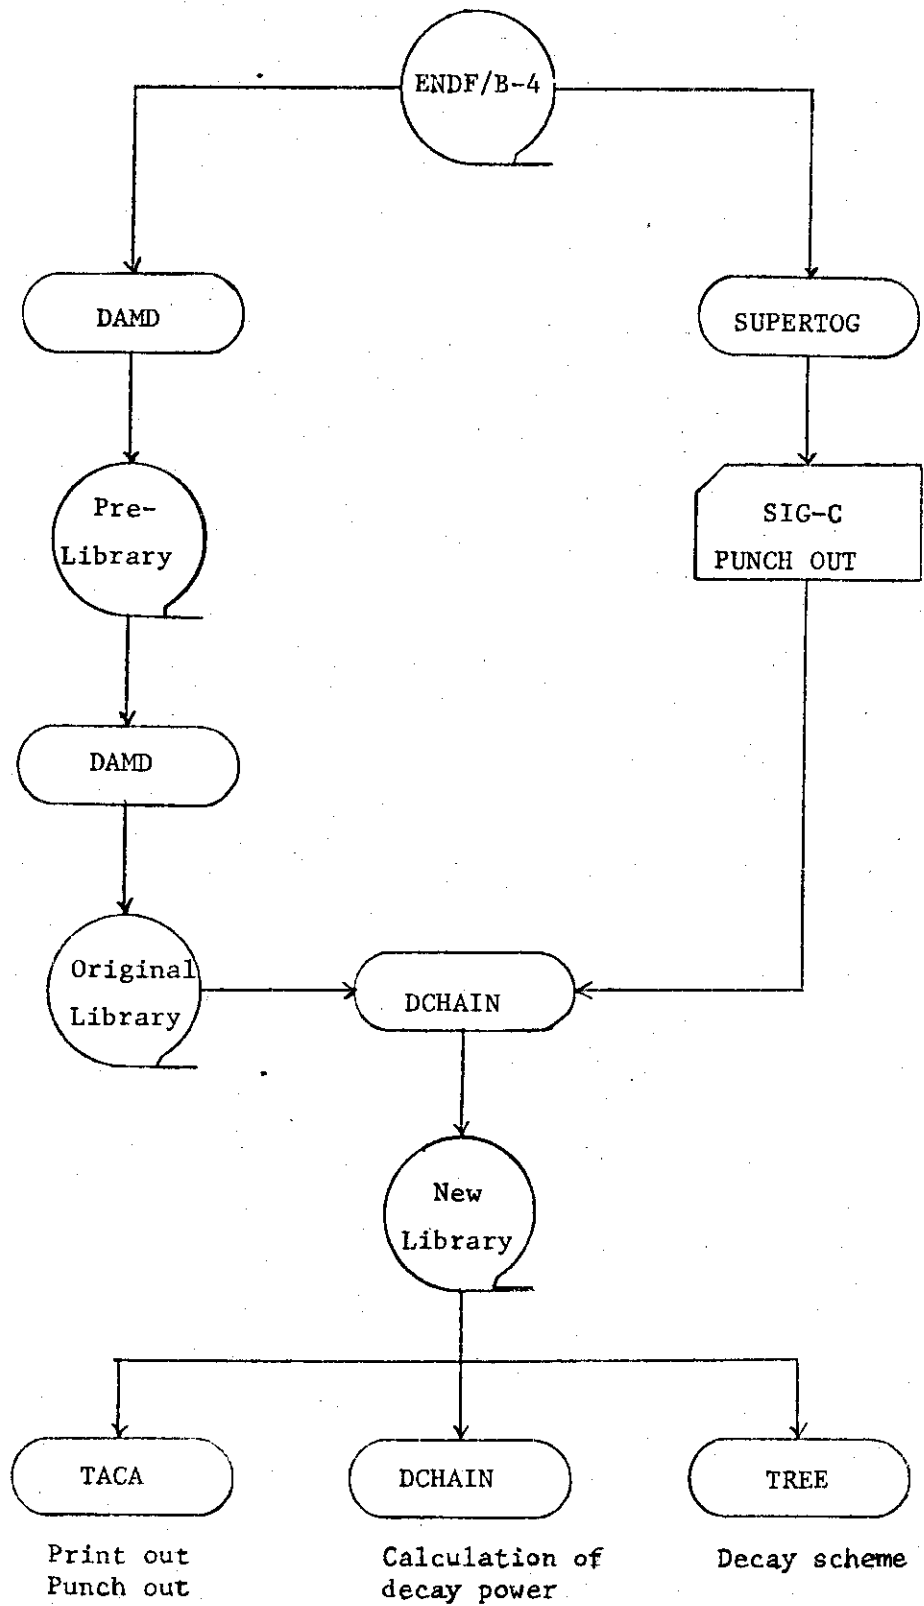 ENDF/B-4
DAMD
SUPERTOG
Pre-
Library
SIG-C
PUNCH OUT
DAMD
Original
Library
DCHAIN
New
Library
TACA
DCHAIN
TREE
Print out
Punch out
Calculation of
decay power
Decay scheme